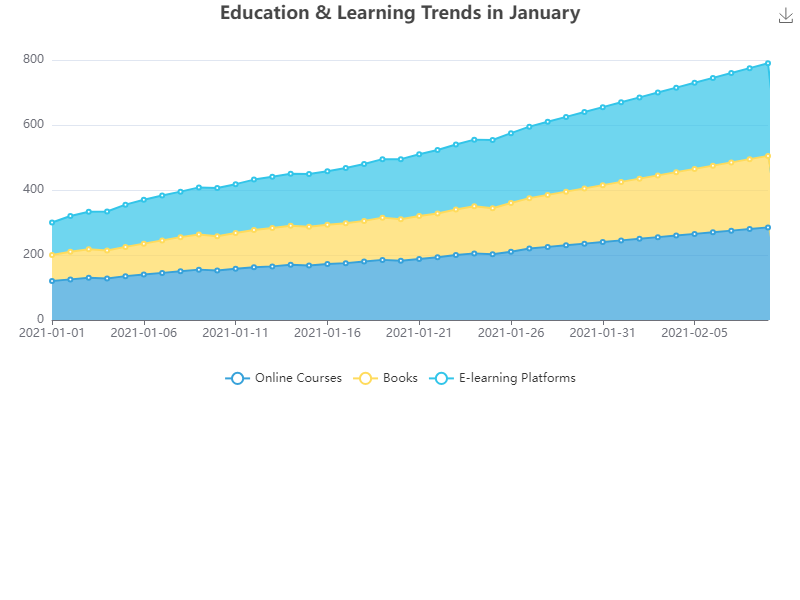 Education & Learning Trends in January
800
600
400
200
0
2021-01-01 2021-01-06 2021-01-11 2021-01-16 2021-01-21 2021-01-26 2021-01-31 2021-02-05
Online Courses Books E-learning Platforms